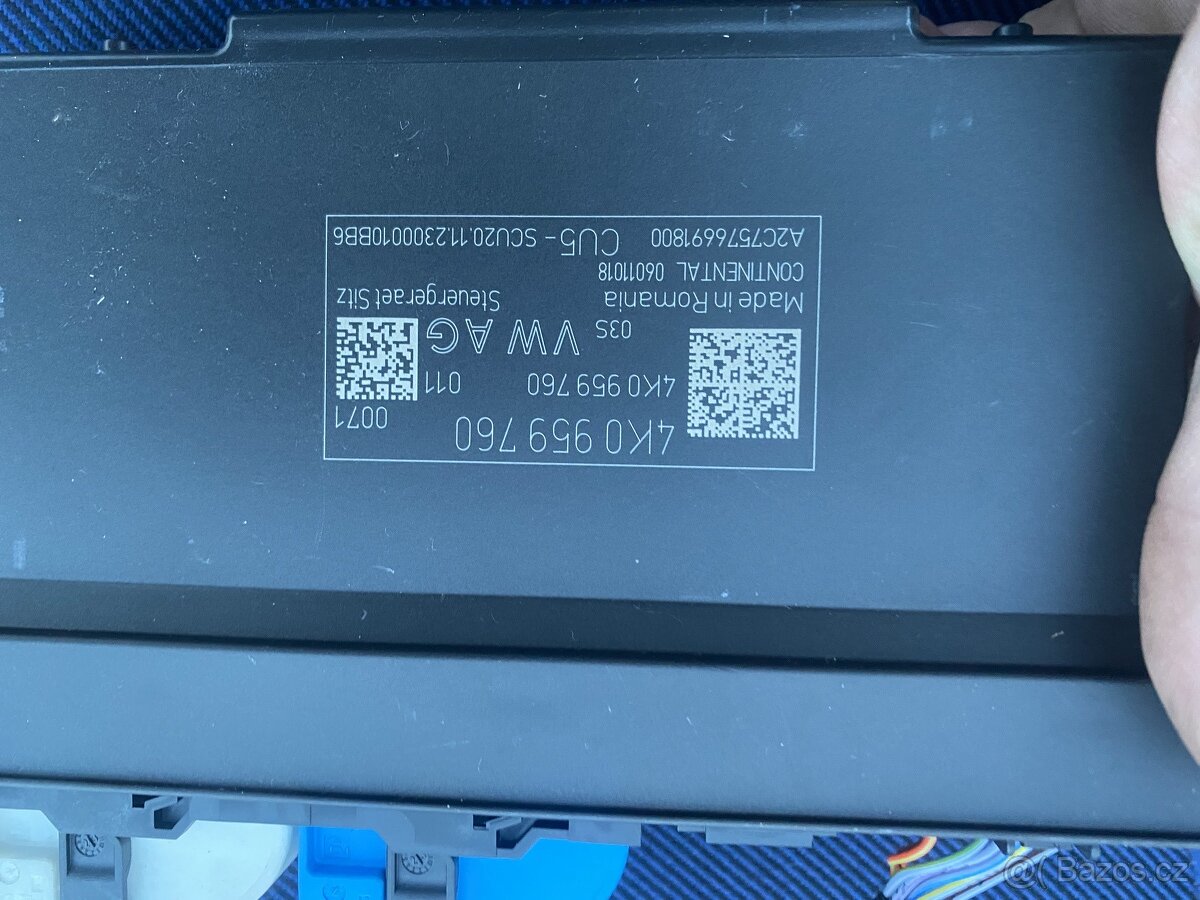 4K0 959 760
0071
4K0 959 760 011
03S VW AG
Made in Romania Steuergeraet Sitz
CONTINENTAL 06011018
A2C7576691800 CU5 - SCU20.11.2300010BB6
@ Bazos.cz